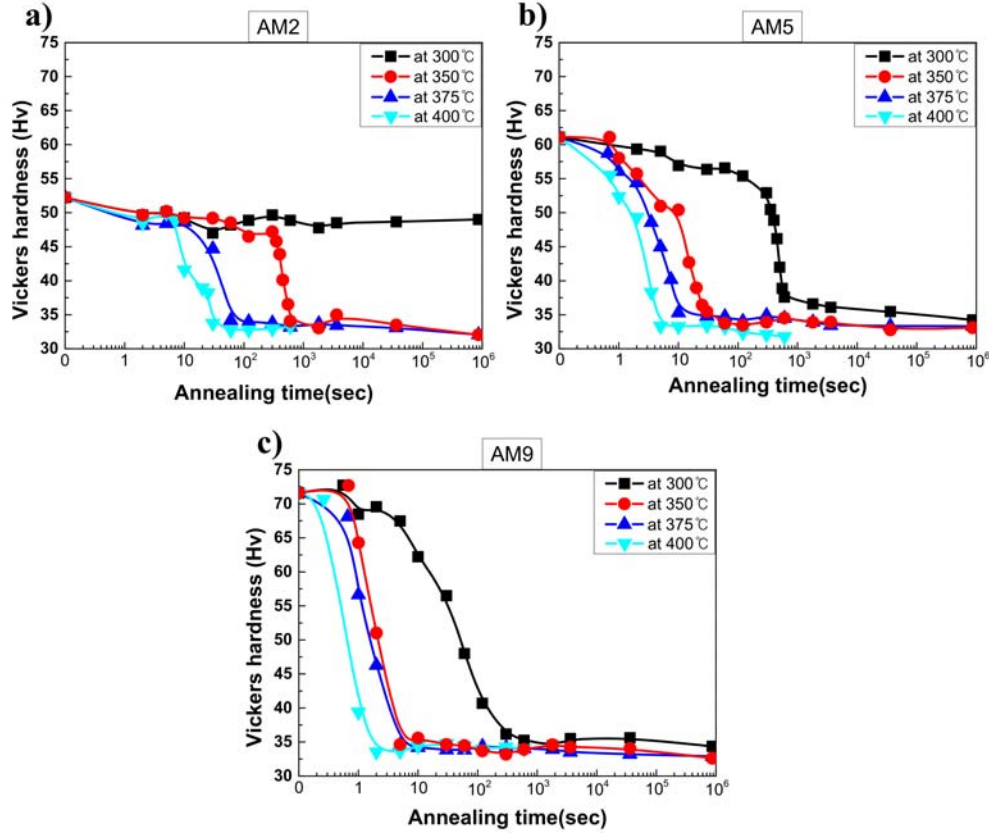 a)
AM2
75
70
65
60
55
50
45
40
35
30
Vickers hardness (Hv)
at 300℃
at 350℃
at 375℃
at 400℃
0 1 10 10² 10³ 10⁴ 10⁵ 10⁶
Annealing time(sec)
b)
AM5
75
70
65
60
55
50
45
40
35
30
Vickers hardness (Hv)
at 300℃
at 350℃
at 375℃
at 400℃
0 1 10 10² 10³ 10⁴ 10⁵ 10⁶
Annealing time(sec)
c)
AM9
75
70
65
60
55
50
45
40
35
30
Vickers hardness (Hv)
at 300℃
at 350℃
at 375℃
at 400℃
0 1 10 10² 10³ 10⁴ 10⁵ 10⁶
Annealing time(sec)